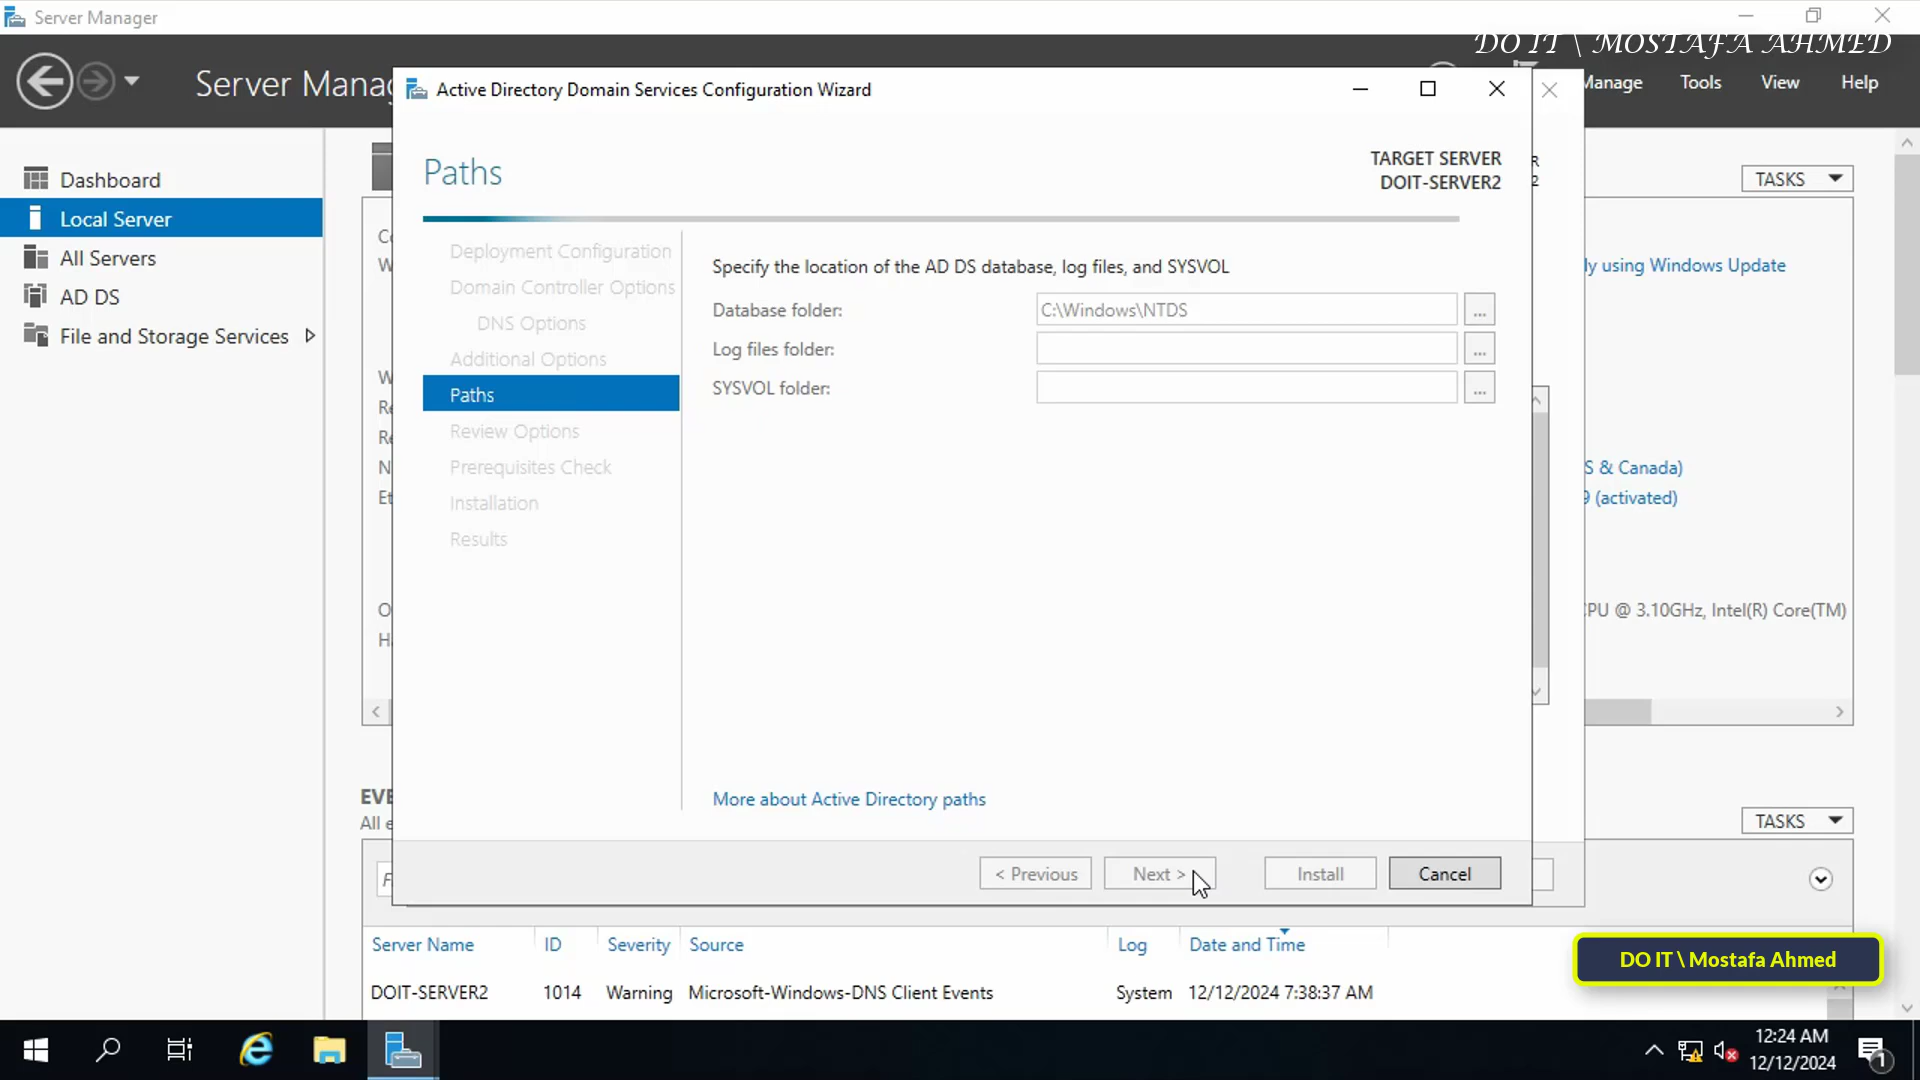 Server Manager
DO IT \ MOSTAFA AHMED
Server Manag
Manage
Tools
View
Help
Active Directory Domain Services Configuration Wizard
Paths
TARGET SERVER
DOIT-SERVER2
Dashboard
Local Server
All Servers
AD DS
File and Storage Services
TASKS
Deployment Configuration
Domain Controller Options
DNS Options
Additional Options
Paths
Review Options
Prerequisites Check
Installation
Results
Specify the location of the AD DS database, log files, and SYSVOL
Database folder:
C:\Windows\NTDS
...
Log files folder:
...
SYSVOL folder:
...
More about Active Directory paths
ly using Windows Update
S & Canada)
9 (activated)
CPU @ 3.10GHz, Intel(R) Core(TM)
< Previous
Next >
Install
Cancel
EVE
All e
TASKS
Server Name
ID
Severity
Source
Log
Date and Time
DOIT-SERVER2
1014
Warning
Microsoft-Windows-DNS Client Events
System
12/12/2024 7:38:37 AM
DO IT \ Mostafa Ahmed
12:24 AM
12/12/2024
1